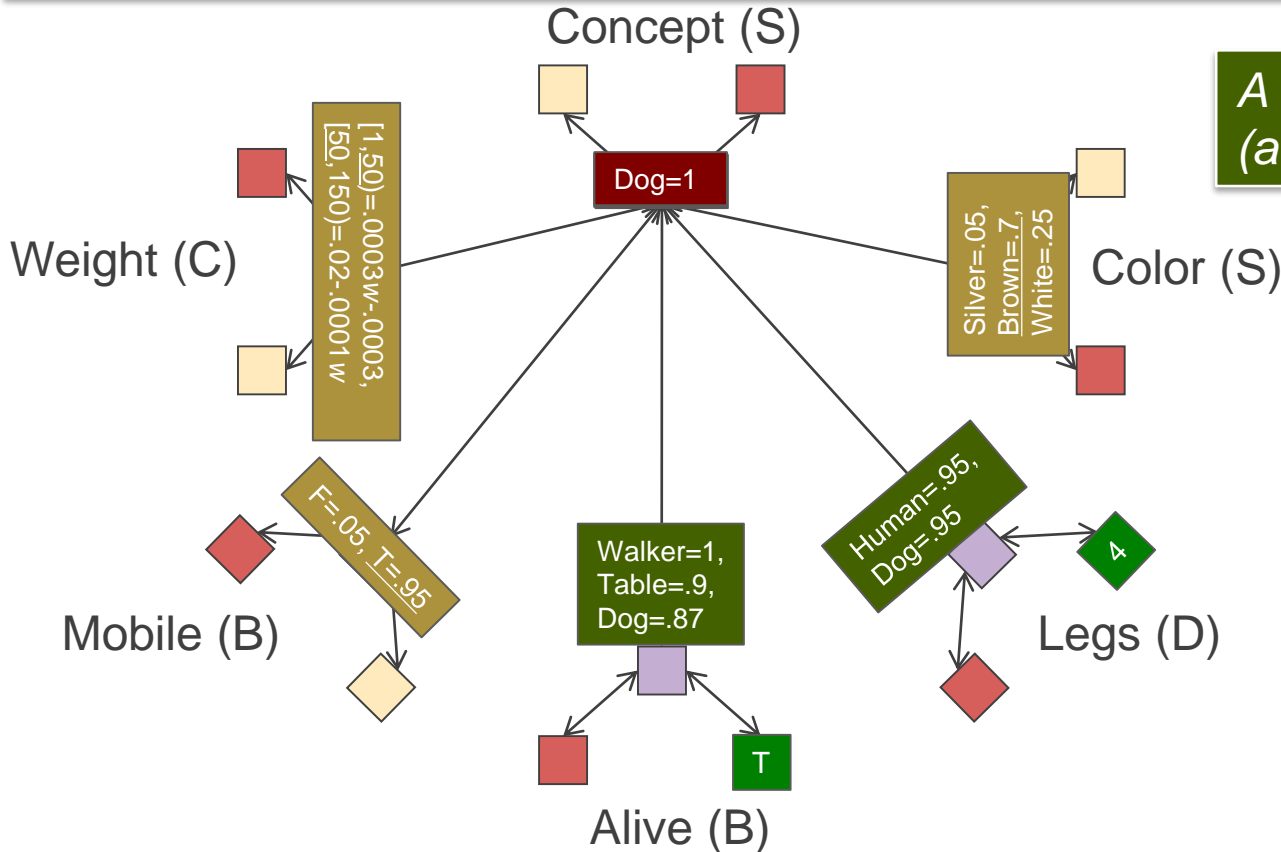 Concept (S)
A
(a
Dog=1
[1,50)=.0003w-.0003,
[50,150)=.02-.0001w
Weight (C)
Silver=.05,
Brown=.7,
White=.25
Color (S)
F=.05, T=.95
Mobile (B)
Walker=1,
Table=.9,
Dog=.87
T
Alive (B)
Human=.95,
Dog=.95
4
Legs (D)